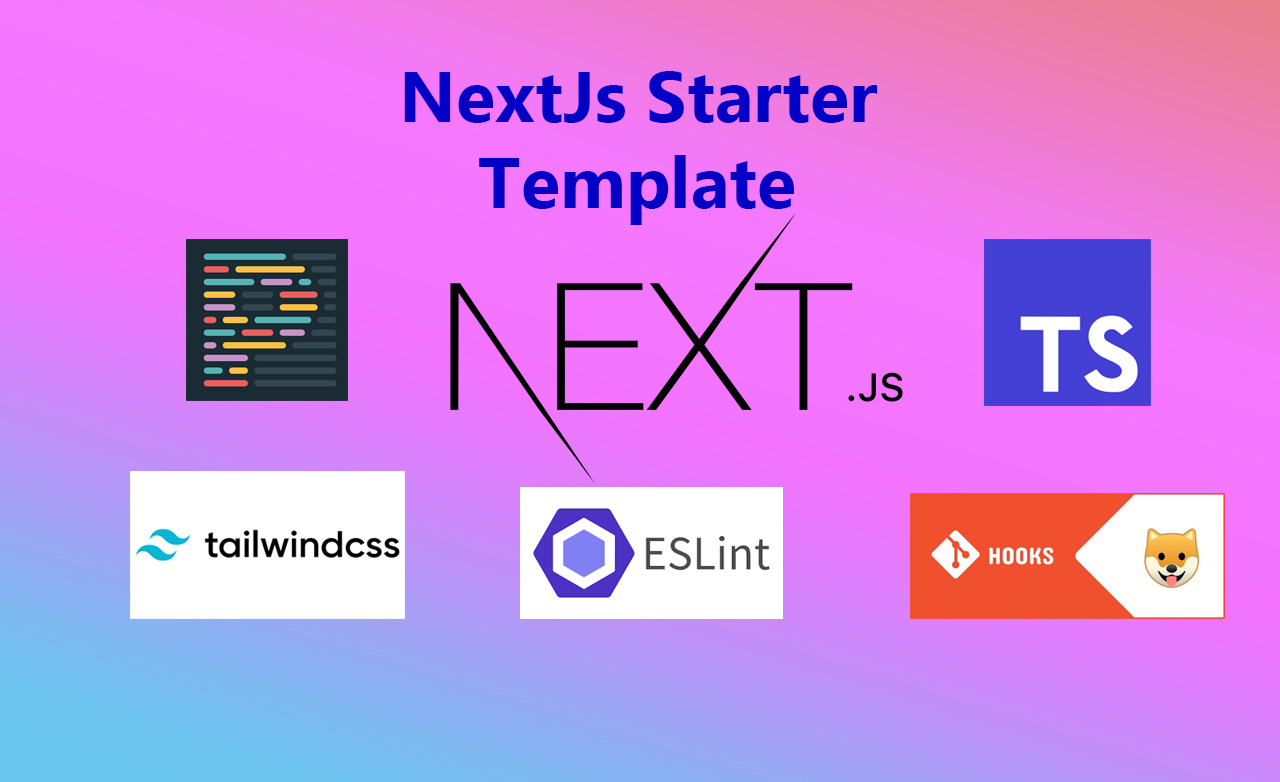 NextJs Starter
Template
NEXT.JS
TS
tailwindcss
ESLint
HOOKS